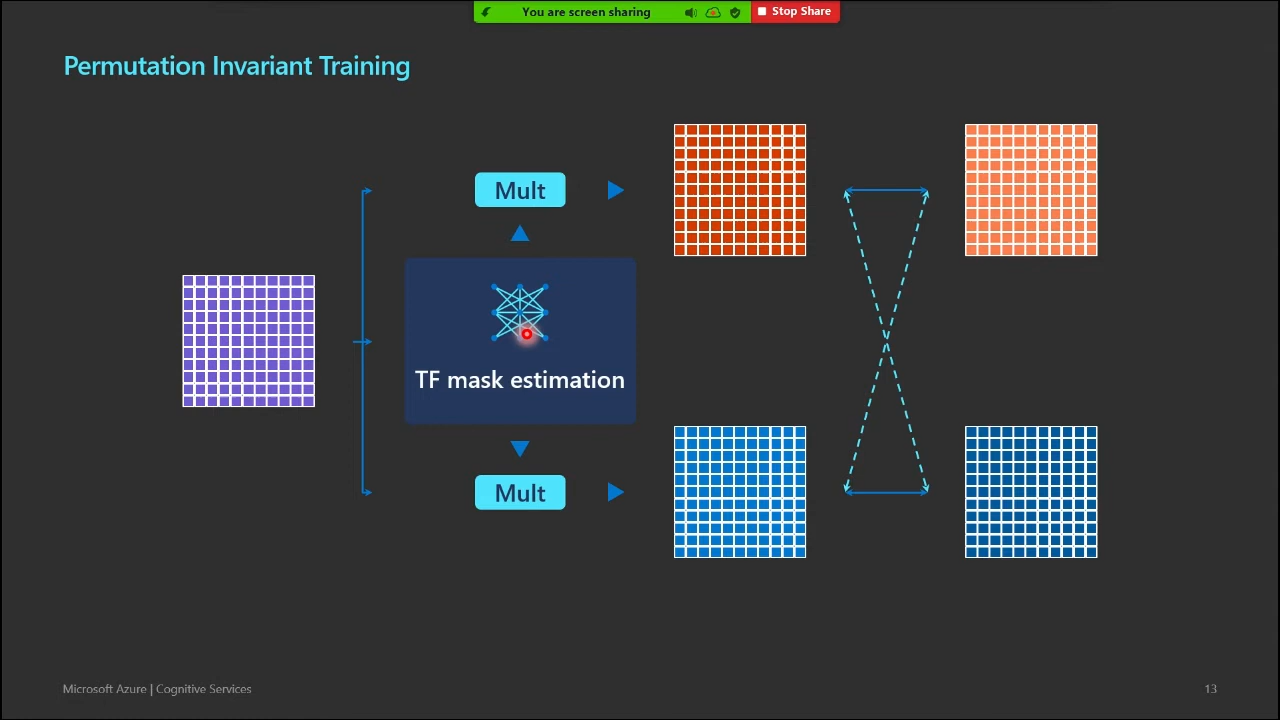 You are screen sharing
Stop Share
Permutation Invariant Training
Mult
TF mask estimation
Mult
Microsoft Azure | Cognitive Services
13